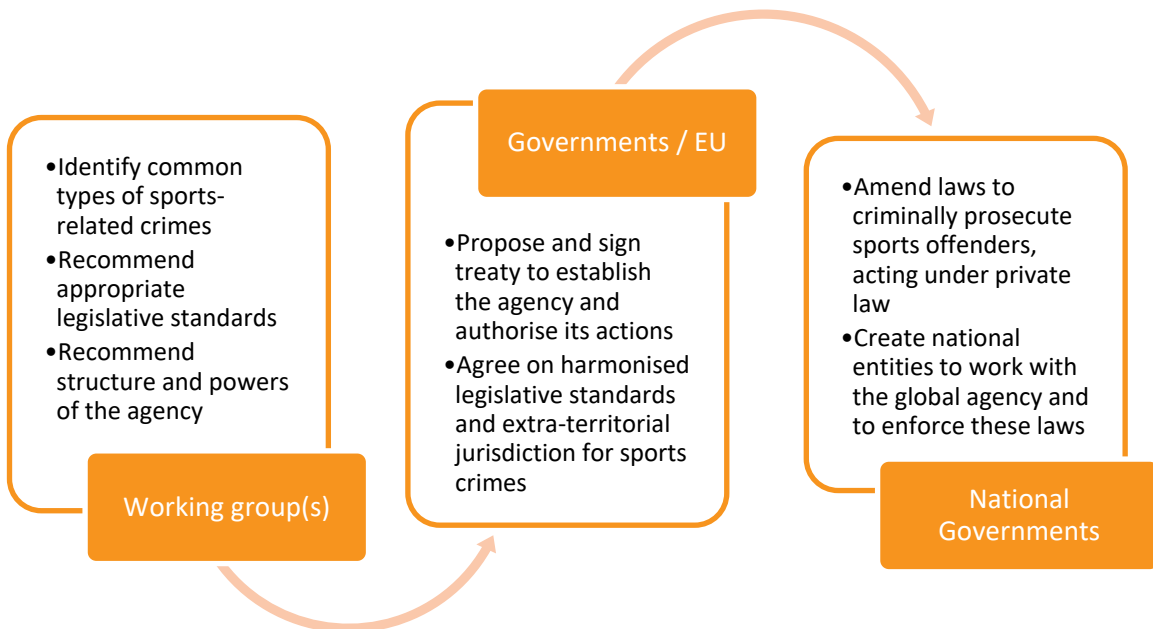 •Identify common
types of sports-
related crimes
•Recommend
appropriate
legislative standards
•Recommend
structure and powers
of the agency
Working group(s)
Governments / EU
•Propose and sign
treaty to establish
the agency and
authorise its actions
•Agree on harmonised
legislative standards
and extra-territorial
jurisdiction for sports
crimes
•Amend laws to
criminally prosecute
sports offenders,
acting under private
law
•Create national
entities to work with
the global agency and
to enforce these laws
National
Governments